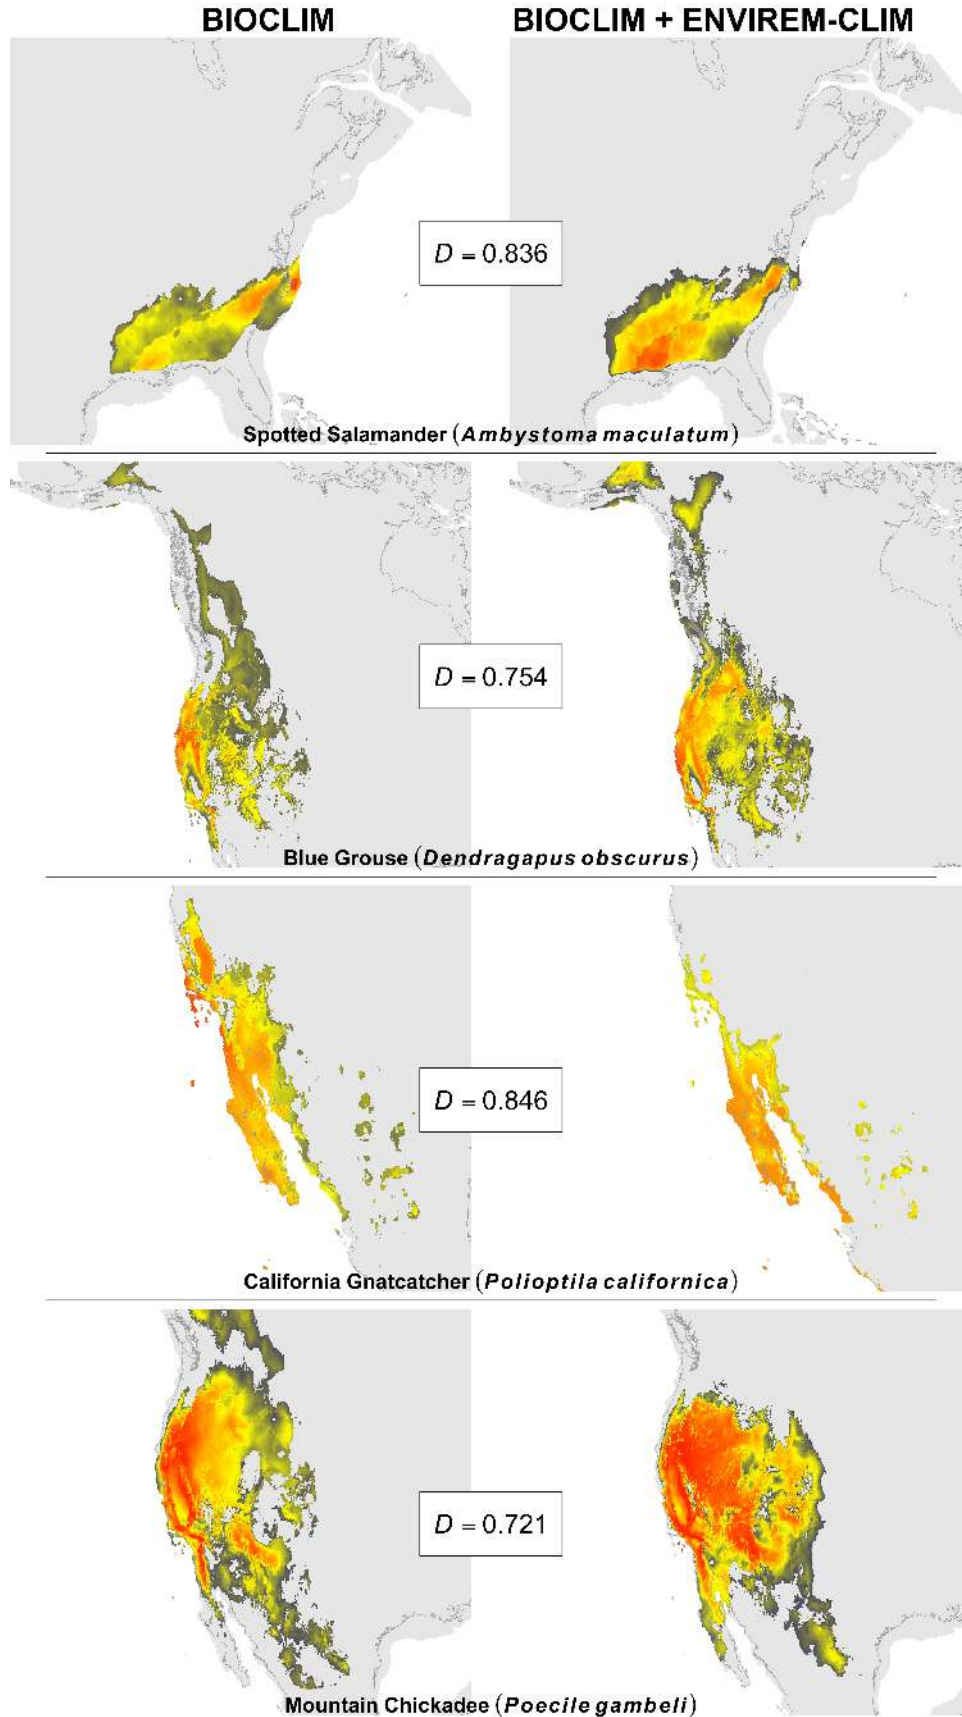 BIOCLIM
BIOCLIM + ENVIREM-CLIM
D = 0.836
Spotted Salamander (Ambystoma maculatum)
D = 0.754
Blue Grouse (Dendragapus obscurus)
D = 0.846
California Gnatcatcher (Polioptila californica)
D = 0.721
Mountain Chickadee (Poecile gambeli)